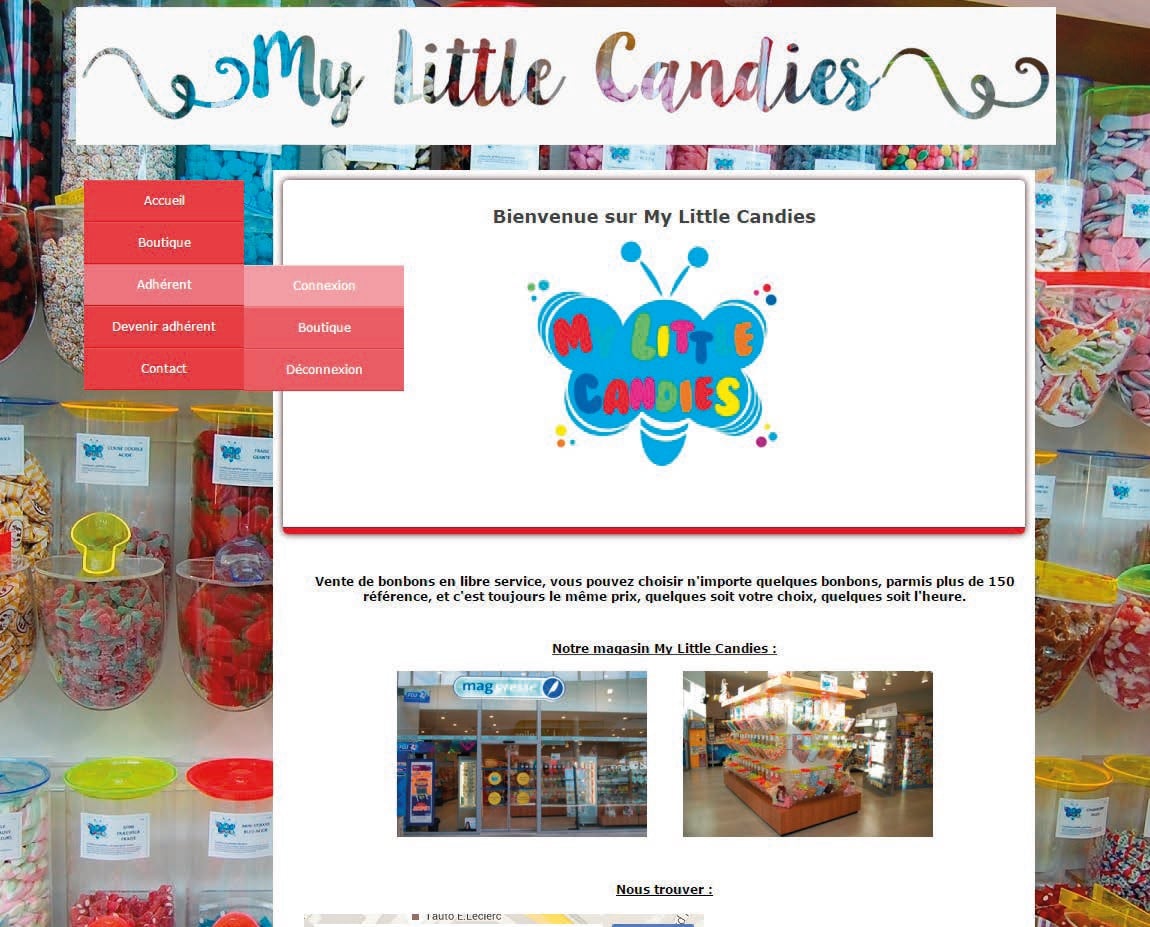 My Little Candies
Accueil
Boutique
Adhérent
Devenir adhérent
Contact
Connexion
Boutique
Déconnexion
Bienvenue sur My Little Candies
MY LITTLE
CANDIES
Vente de bonbons en libre service, vous pouvez choisir n'importe quelques bonbons, parmis plus de 150
référence, et c'est toujours le même prix, quelques soit votre choix, quelques soit l'heure.
Notre magasin My Little Candies :
mag presse
Nous trouver :
l'auto E.Leclerc